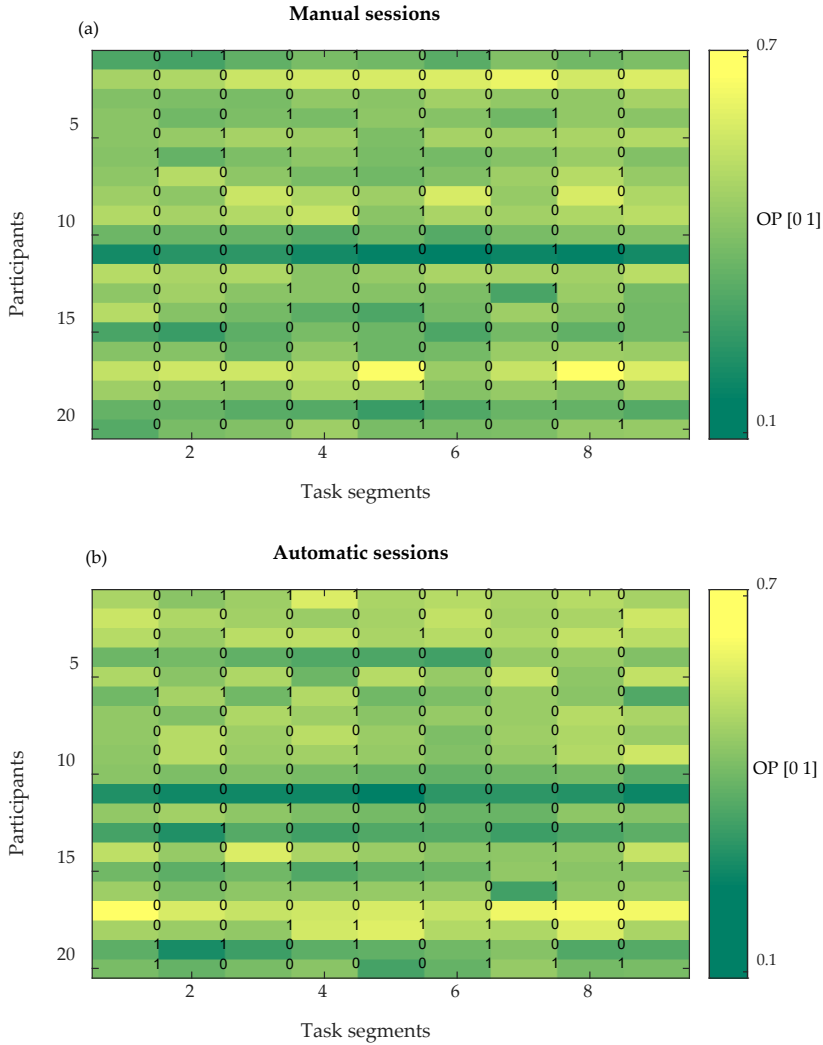 (a)
Manual sessions
0 1 0 1 0 1 0 1
0 0 0 0 0 0 0 0
0 0 0 0 0 0 0 0
0 0 1 1 0 1 1 0
5 0 1 0 1 1 0 1 0
1 1 1 1 1 0 1 0
1 0 1 1 1 1 0 1
0 0 0 0 0 0 0 0
0 0 0 0 1 0 0 1
10 0 0 0 0 0 0 0 0
0 0 0 1 0 0 1 0
0 0 0 0 0 0 0 0
0 0 1 0 0 1 1 0
0 0 1 0 1 0 0 0
15 0 0 0 0 0 0 0 0
0 0 0 1 0 0 1 1
0 0 0 0 0 0 1 0
0 1 0 0 1 0 1 0
0 1 0 1 1 1 1 0
20 0 0 0 0 1 0 0 1
2 4 6 8
Participants
Task segments
0.7
OP [0 1]
0.1
(b)
Automatic sessions
0 1 1 1 0 0 0 0
0 0 0 0 0 0 0 1
0 1 0 0 1 0 0 1
1 0 0 0 0 0 0 0
5 0 0 0 0 0 0 0 0
1 1 1 0 0 0 0 0
0 0 1 1 0 0 0 1
0 0 0 0 0 0 0 0
0 0 0 1 0 0 1 0
10 0 0 0 1 0 0 1 0
0 0 0 0 0 0 0 0
0 0 1 0 0 1 0 0
0 1 0 0 1 0 0 1
0 0 0 0 0 1 1 0
15 0 1 1 1 1 1 1 1
0 0 1 1 1 0 1 0
0 0 0 0 0 0 1 0
0 0 1 1 1 0 1 0
1 1 0 1 0 1 0 0
20 1 0 0 0 0 1 1 1
2 4 6 8
Participants
Task segments
0.7
OP [0 1]
0.1